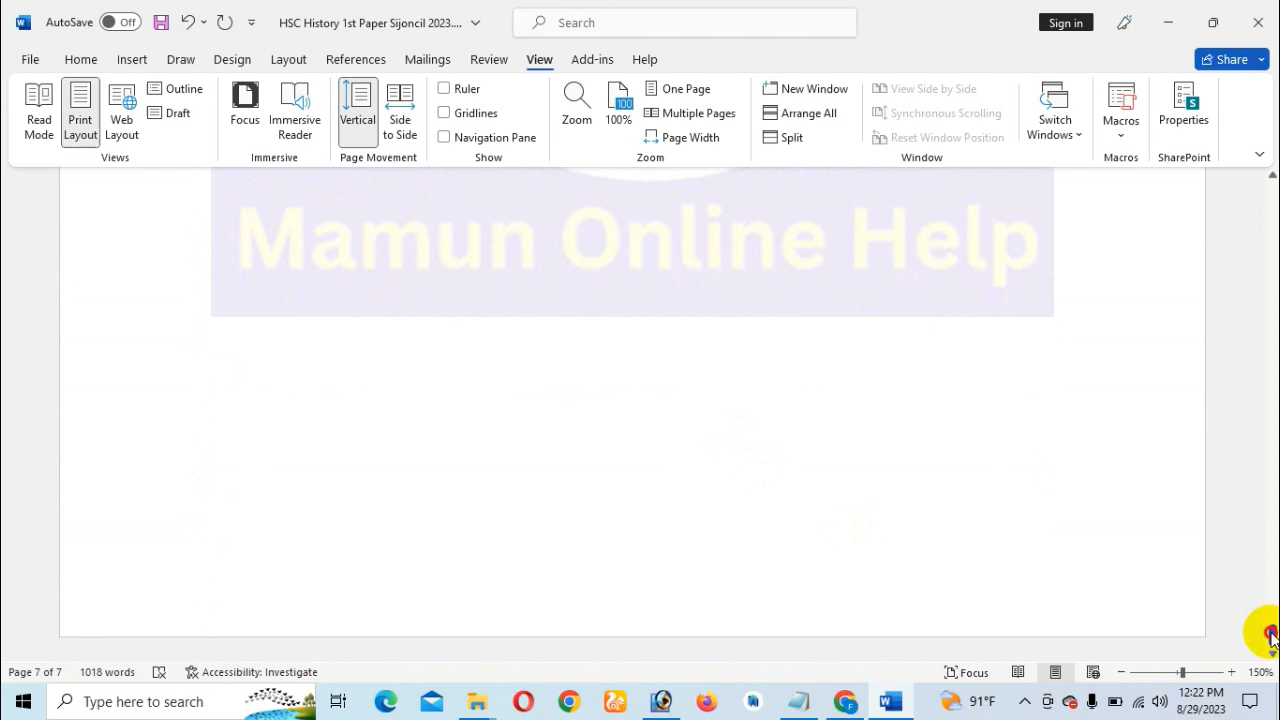 AutoSave Off HSC History 1st Paper Sijoncil 2023.... Search Sign in
File Home Insert Draw Design Layout References Mailings Review View Add-ins Help Share
Read Mode
Print Layout
Web Layout
Outline
Draft
Views
Focus
Immersive Reader
Immersive
Vertical
Side to Side
Page Movement
Ruler
Gridlines
Navigation Pane
Show
Zoom
100
100%
One Page
Multiple Pages
Page Width
Zoom
New Window
Arrange All
Split
View Side by Side
Synchronous Scrolling
Reset Window Position
Switch Windows
Window
Macros
Macros
Properties
SharePoint
Mamun Online Help
Page 7 of 7 1018 words Accessibility: Investigate Focus 150%
Type here to search 91°F 12:22 PM
8/29/2023